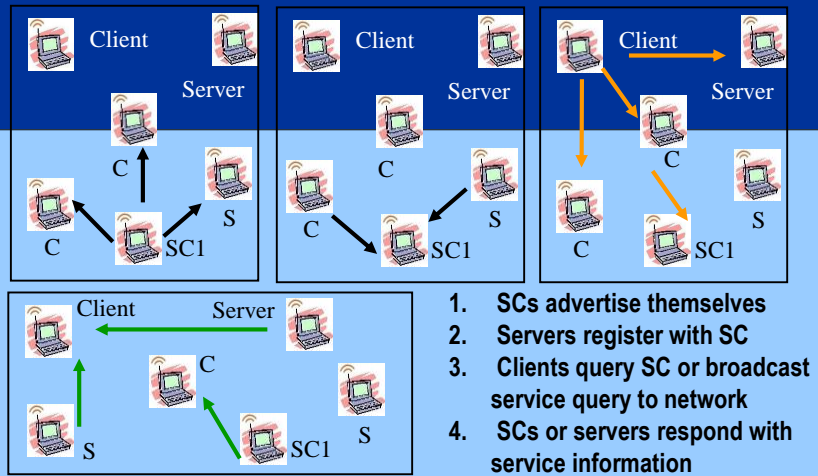 Client
Server
C
S
C
SC1
Client
Server
C
S
C
SC1
Client
Server
C
S
C
SC1
Client
Server
C
S
SC1
S
1. SCs advertise themselves
2. Servers register with SC
3. Clients query SC or broadcast
service query to network
4. SCs or servers respond with
service information